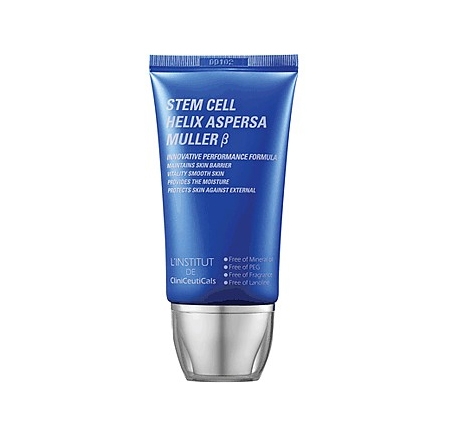 STEM CELL
HELIX ASPERSA
MULLER β
INNOVATIVE PERFORMANCE FORMULA
MAINTAINS SKIN BARRIER
VITALITY SMOOTH SKIN
PROVIDES THE MOISTURE
PROTECTS SKIN AGAINST EXTERNAL
L'INSTITUT
DE
CliniCeutiCals
• Free of Mineral oil
• Free of PEG
• Free of Fragrance
• Free of Lanoline